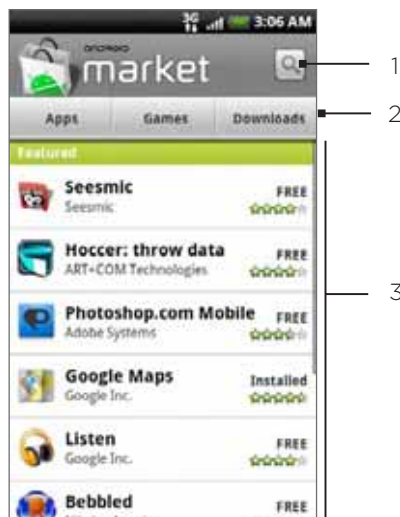 3G 3:06 AM
ANDROID
market
1
Apps Games Downloads
2
Featured
Seesmic FREE
Seesmic
Hoccer: throw data FREE
ART+COM Technologies
3
Photoshop.com Mobile FREE
Adobe Systems
Google Maps Installed
Google Inc.
Listen FREE
Google Inc.
Bebbled FREE